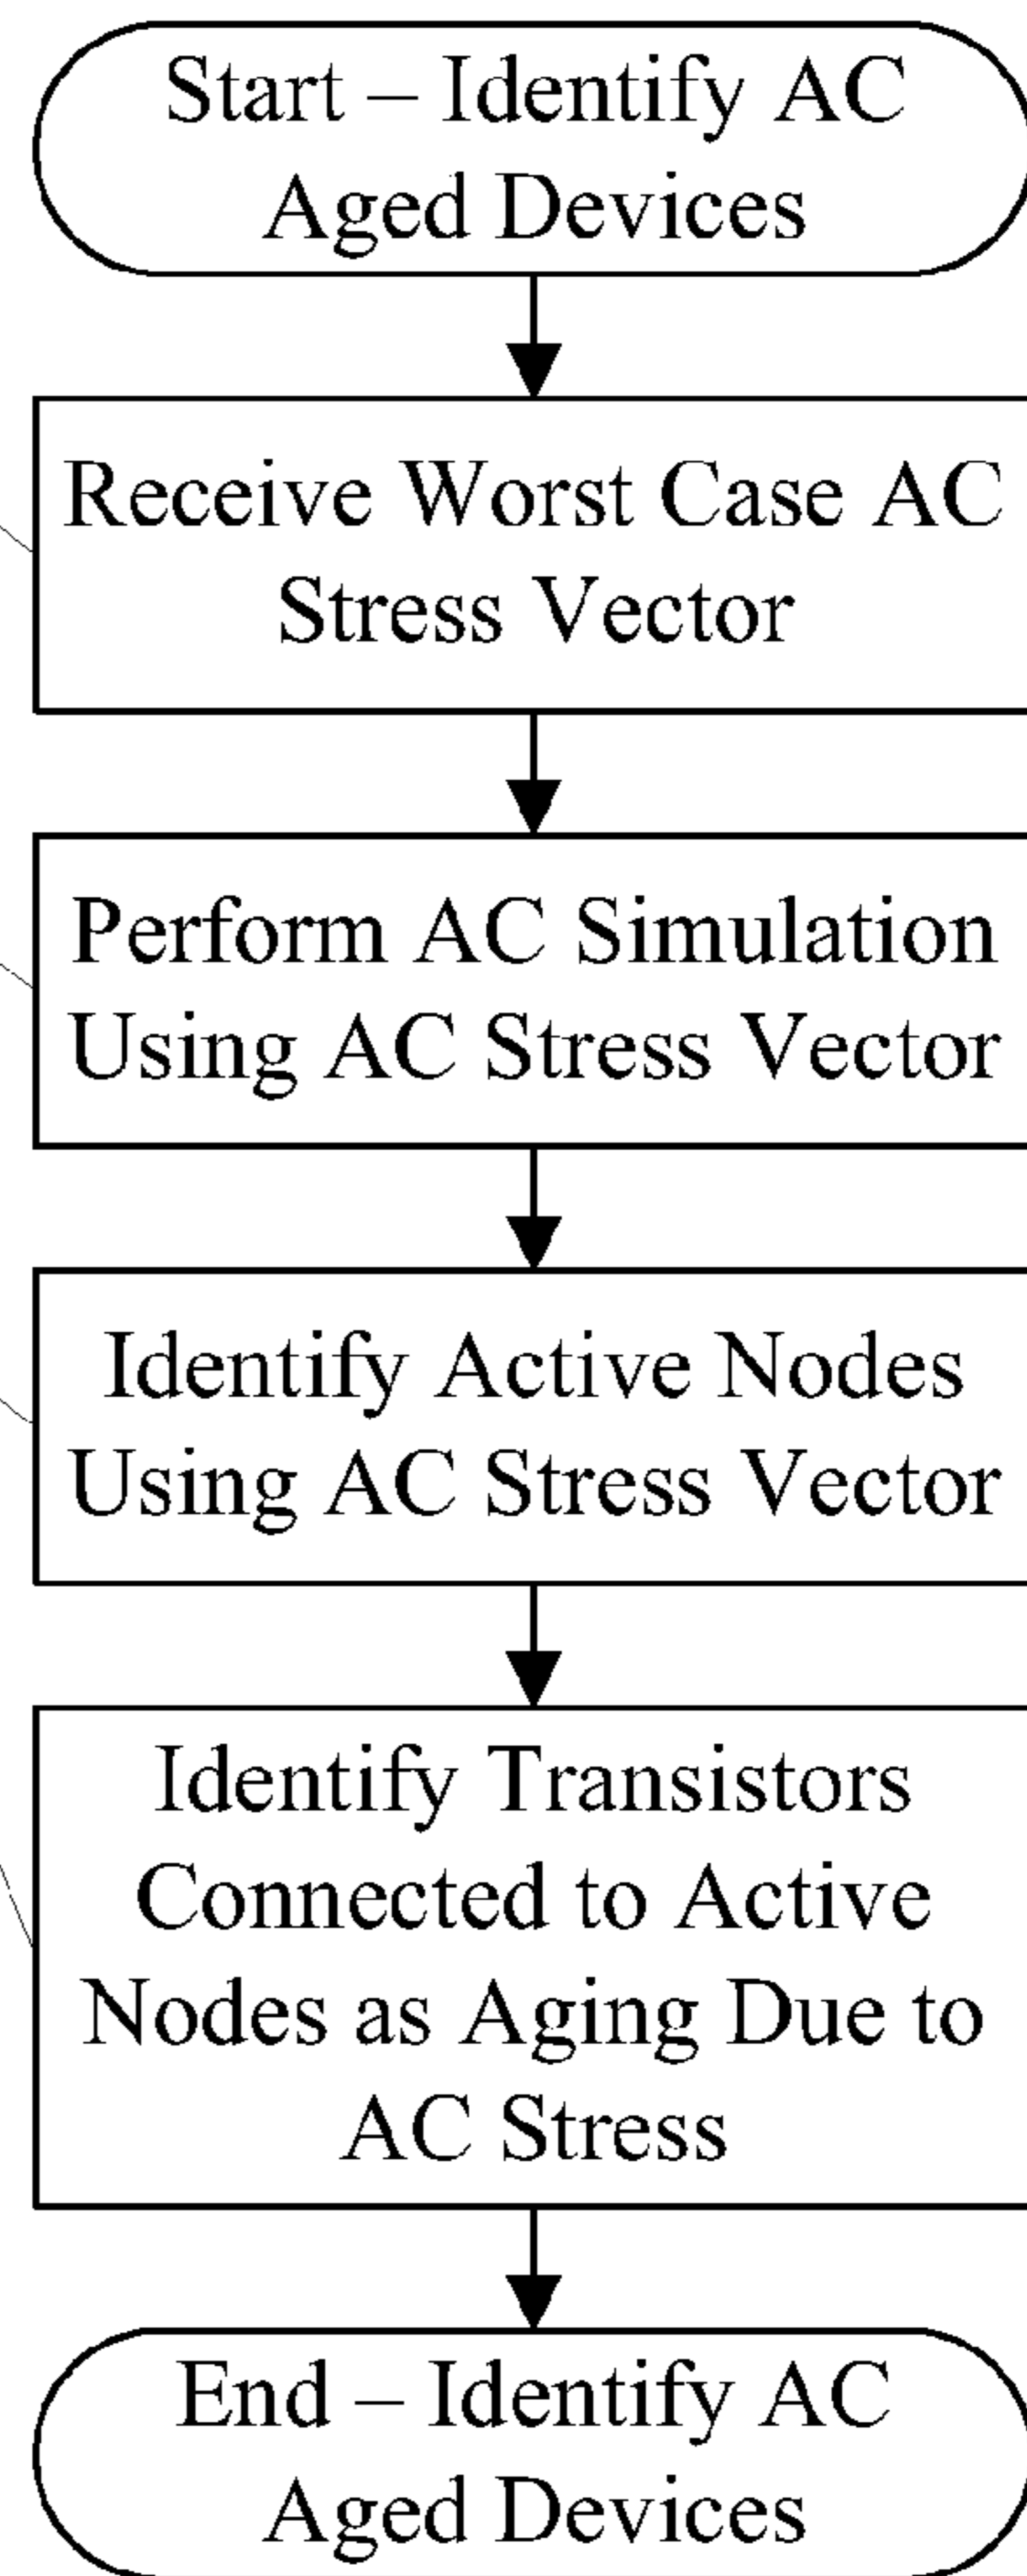 Start – Identify AC
Aged Devices
Receive Worst Case AC
Stress Vector
Perform AC Simulation
Using AC Stress Vector
Identify Active Nodes
Using AC Stress Vector
Identify Transistors
Connected to Active
Nodes as Aging Due to
AC Stress
End – Identify AC
Aged Devices